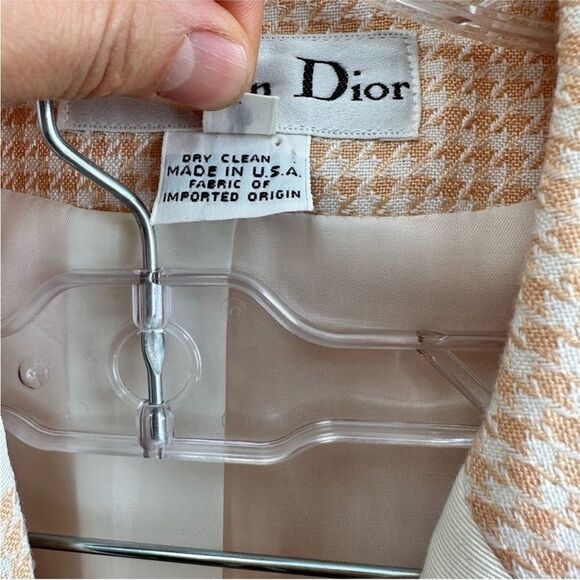 n Dior
DRY CLEAN
MADE IN U.S.A.
FABRIC OF
IMPORTED ORIGIN